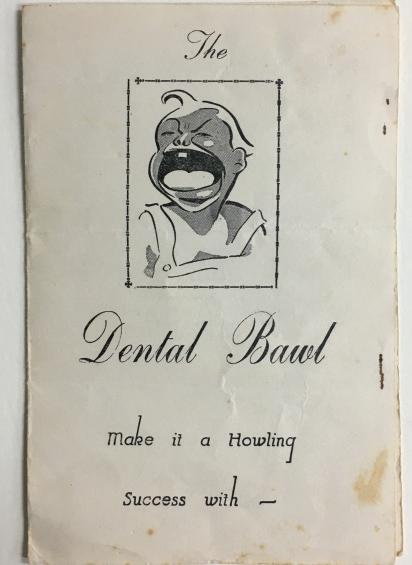 The
Dental Bawl
Make it a Howling
Success with —